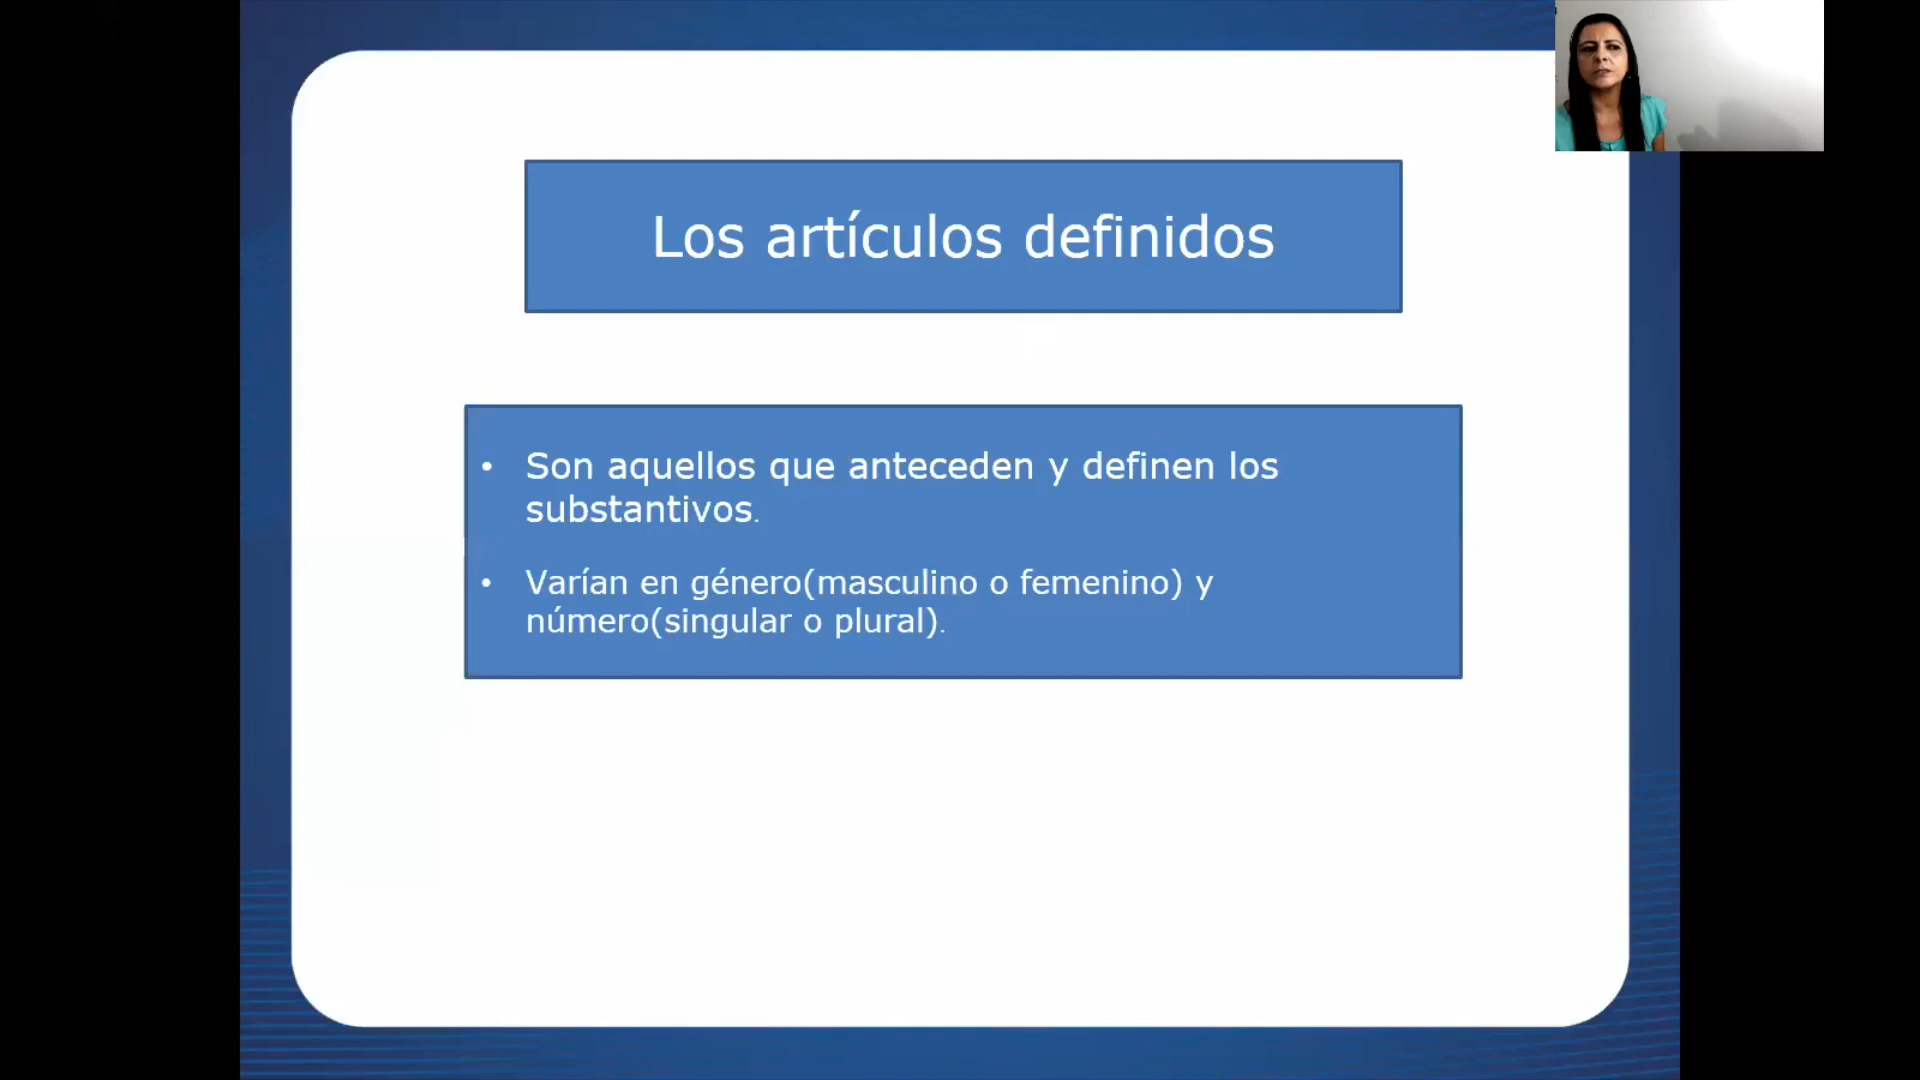 Los artículos definidos
• Son aquellos que anteceden y definen los
substantivos.
• Varían en género(masculino o femenino) y
número(singular o plural).